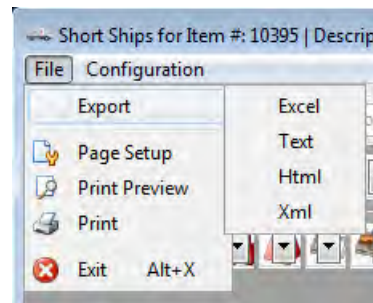 Short Ships for Item #: 10395 | Descrip
File Configuration
Export
Excel
Text
Html
Xml
Page Setup
Print Preview
Print
Exit Alt+X